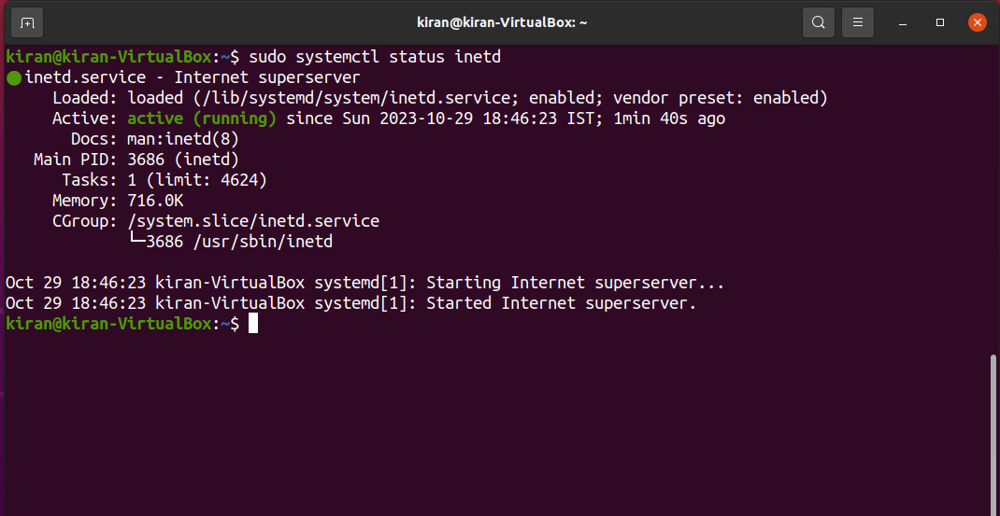 kiran@kiran-VirtualBox: ~
kiran@kiran-VirtualBox:~$ sudo systemctl status inetd
● inetd.service - Internet superserver
     Loaded: loaded (/lib/systemd/system/inetd.service; enabled; vendor preset: enabled)
     Active: active (running) since Sun 2023-10-29 18:46:23 IST; 1min 40s ago
       Docs: man:inetd(8)
   Main PID: 3686 (inetd)
      Tasks: 1 (limit: 4624)
     Memory: 716.0K
     CGroup: /system.slice/inetd.service
             └─3686 /usr/sbin/inetd

Oct 29 18:46:23 kiran-VirtualBox systemd[1]: Starting Internet superserver...
Oct 29 18:46:23 kiran-VirtualBox systemd[1]: Started Internet superserver.
kiran@kiran-VirtualBox:~$